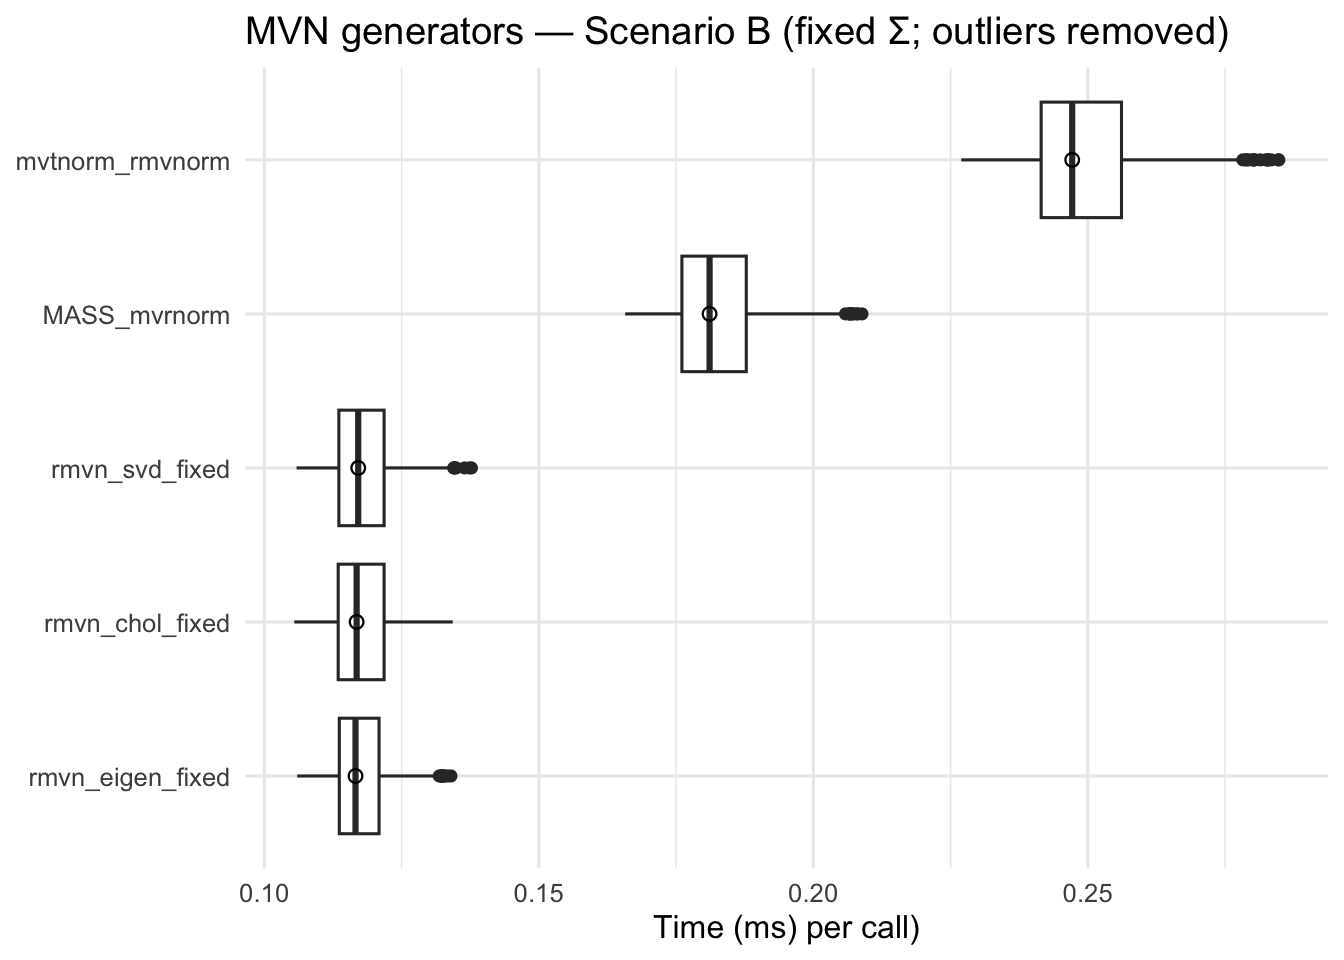 MVN generators — Scenario B (fixed Σ; outliers removed)
mvtnorm_rmvnorm
MASS_mvrnorm
rmvn_svd_fixed
rmvn_chol_fixed
rmvn_eigen_fixed
0.10 0.15 0.20 0.25
Time (ms) per call)